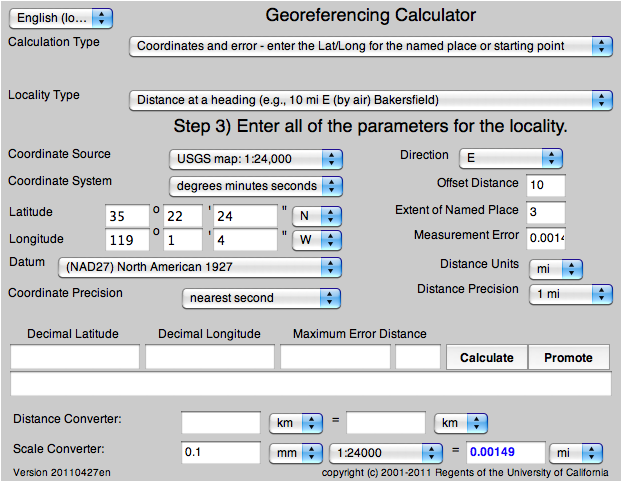 English (lo...
Georeferencing Calculator
Calculation Type
Coordinates and error - enter the Lat/Long for the named place or starting point
Locality Type
Distance at a heading (e.g., 10 mi E (by air) Bakersfield)
Step 3) Enter all of the parameters for the locality.
Coordinate Source USGS map: 1:24,000 Direction E
Coordinate System degrees minutes seconds Offset Distance 10
Latitude 35 o 22 ' 24 " N Extent of Named Place 3
Longitude 119 o 1 ' 4 " W Measurement Error 0.0014
Datum (NAD27) North American 1927 Distance Units mi
Coordinate Precision nearest second Distance Precision 1 mi
Decimal Latitude Decimal Longitude Maximum Error Distance
Calculate Promote
Distance Converter: km = km
Scale Converter: 0.1 mm 1:24000 = 0.00149 mi
Version 20110427en copyright (c) 2001-2011 Regents of the University of California